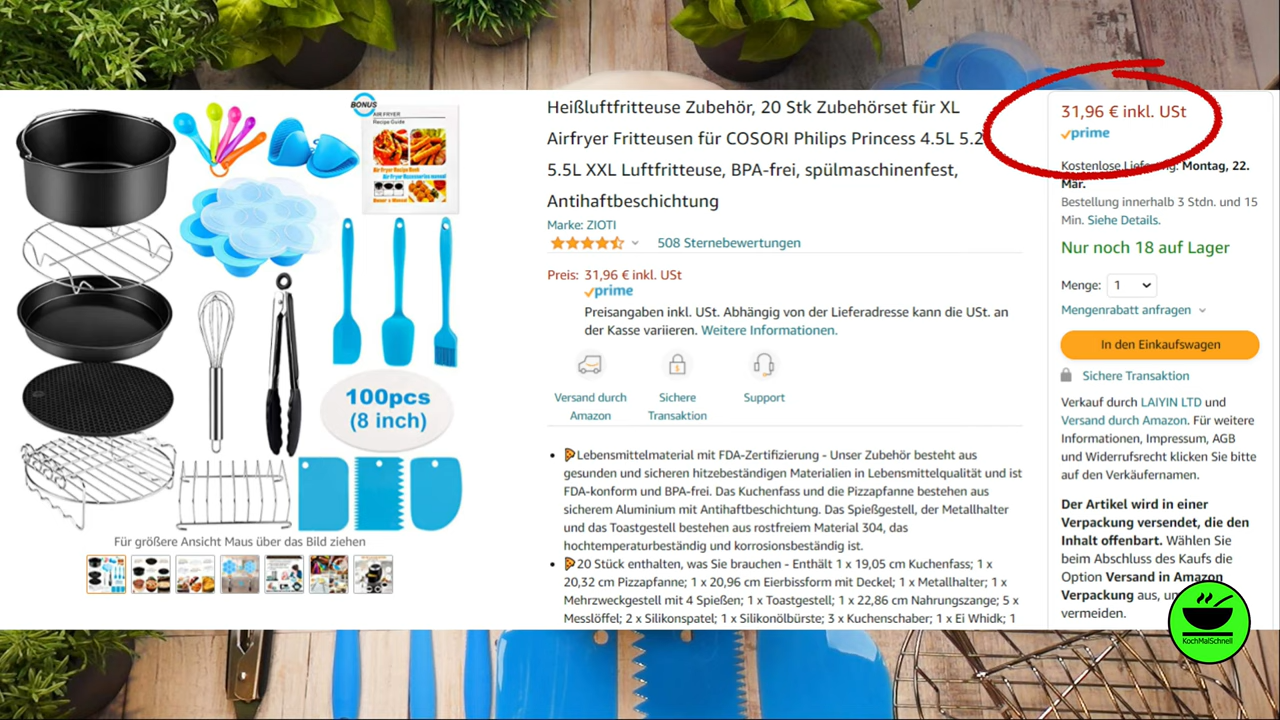 BONUS
AIR FRYER
Recipe Guide
100pcs
(8 inch)
Für größere Ansicht Maus über das Bild ziehen
Heißluftfritteuse Zubehör, 20 Stk Zubehörset für XL
Airfryer Fritteusen für COSORI Philips Princess 4.5L 5.2
5.5L XXL Luftfritteuse, BPA-frei, spülmaschinenfest,
Antihaftbeschichtung
Marke: ZIOTI
508 Sternebewertungen
Preis: 31,96 € inkl. USt
prime
Preisangaben inkl. USt. Abhängig von der Lieferadresse kann die USt. an
der Kasse variieren. Weitere Informationen.
Versand durch
Amazon
Sichere
Transaktion
Support
• Lebensmittelmaterial mit FDA-Zertifizierung - Unser Zubehör besteht aus
gesunden und sicheren hitzebeständigen Materialien in Lebensmittelqualität und ist
FDA-konform und BPA-frei. Das Kuchenfass und die Pizzapfanne bestehen aus
sicherem Aluminium mit Antihaftbeschichtung. Das Spießgestell, der Metallhalter
und das Toastgestell bestehen aus rostfreiem Material 304, das
hochtemperaturbeständig und korrosionsbeständig ist.
• 20 Stück enthalten, was Sie brauchen - Enthält 1 x 19,05 cm Kuchenfass; 1 x
20,32 cm Pizzapfanne; 1 x 20,96 cm Eierbissform mit Deckel; 1 x Metallhalter; 1 x
Mehrzweckgestell mit 4 Spießen; 1 x Toastgestell; 1 x 22,86 cm Nahrungszange; 5 x
Messlöffel; 2 x Silikonspatel; 1 x Silikonölbürste; 3 x Kuchenschaber; 1 x Ei Whidk; 1
31,96 € inkl. USt
prime
Kostenlose Lieferung: Montag, 22.
Mär.
Bestellung innerhalb 3 Stdn. und 15
Min. Siehe Details.
Nur noch 18 auf Lager
Menge: 1
Mengenrabatt anfragen
In den Einkaufswagen
Sichere Transaktion
Verkauf durch LAIYIN LTD und
Versand durch Amazon. Für weitere
Informationen, Impressum, AGB
und Widerrufsrecht klicken Sie bitte
auf den Verkäufernamen.
Der Artikel wird in einer
Verpackung versendet, die den
Inhalt offenbart. Wählen Sie
beim Abschluss des Kaufs die
Option Versand in Amazon
Verpackung aus, um
vermeiden.
KochMalSchnell